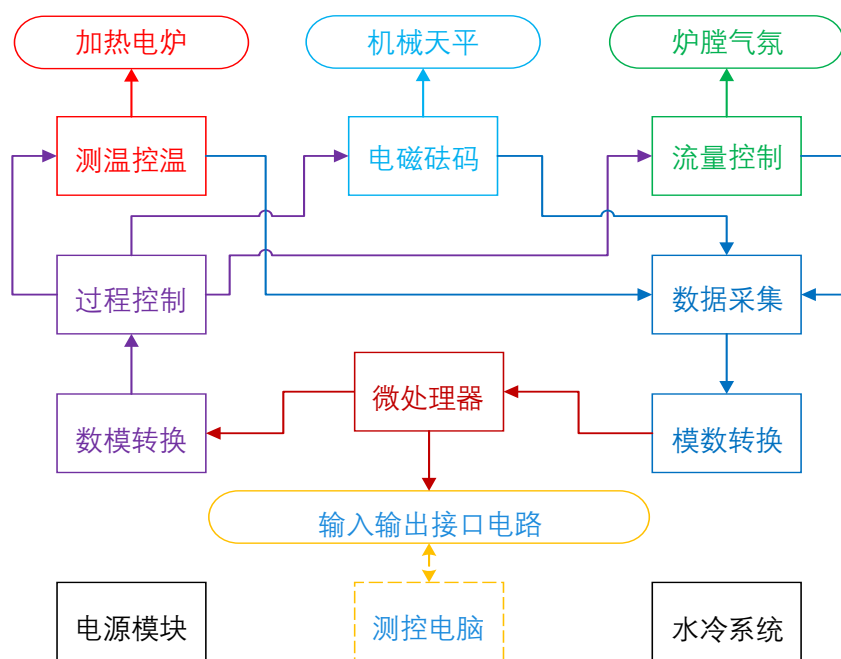 加热电炉
机械天平
炉膛气氛
测温控温
电磁砝码
流量控制
过程控制
数据采集
微处理器
数模转换
模数转换
输入输出接口电路
电源模块
测控电脑
水冷系统